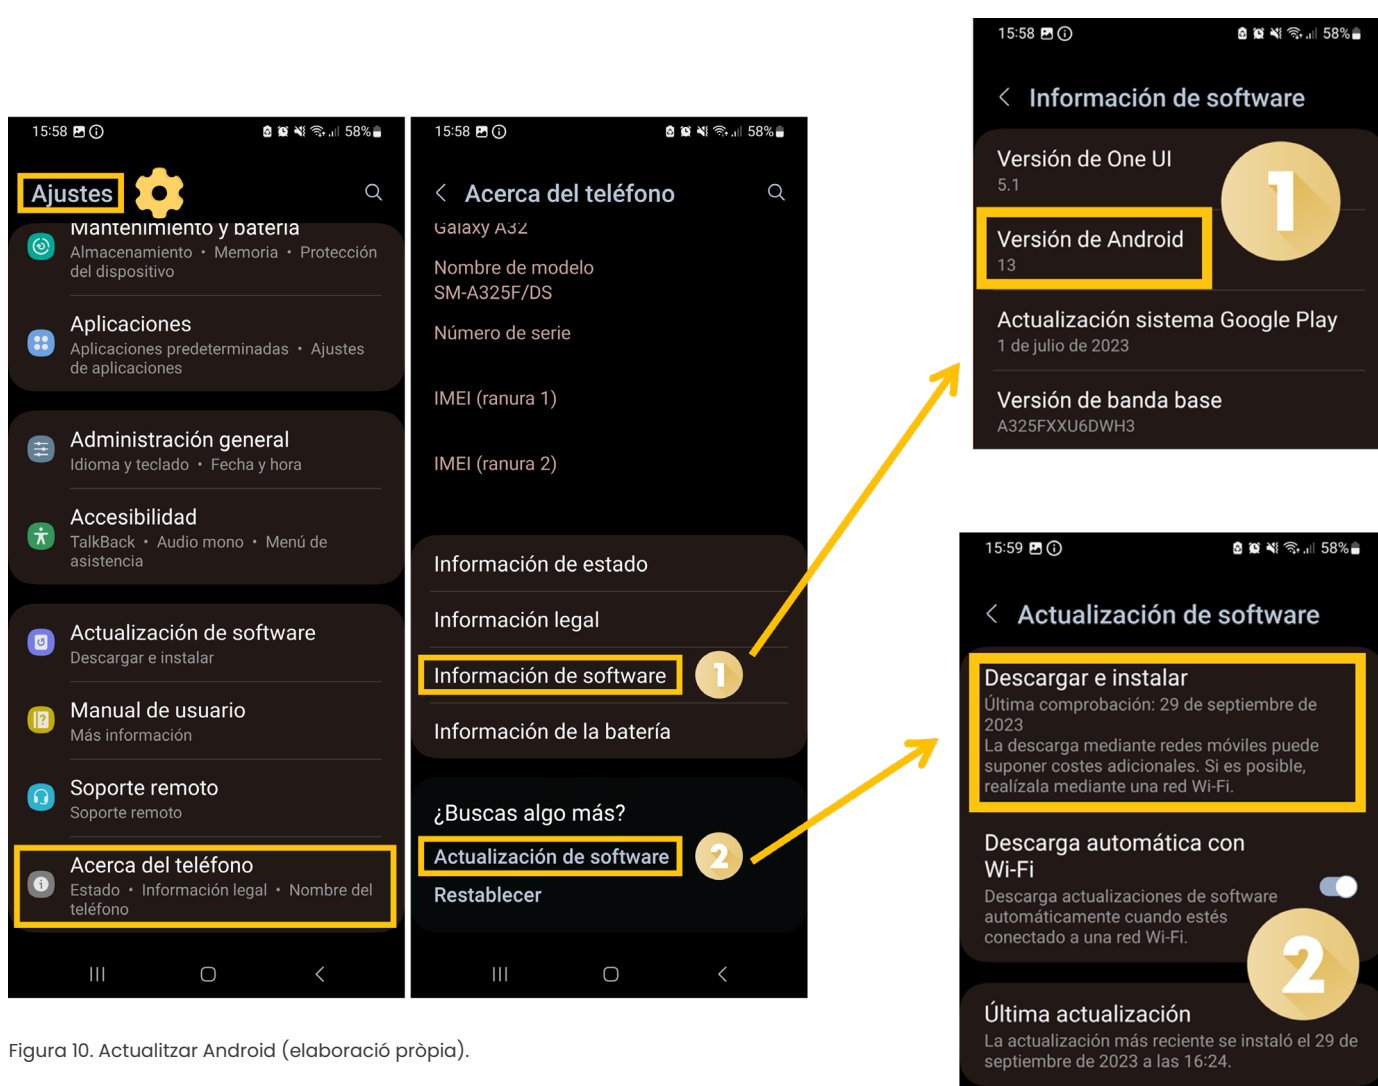 15:58
58%
Ajustes
Mantenimiento y batería
Almacenamiento • Memoria • Protección
del dispositivo
Aplicaciones
Aplicaciones predeterminadas • Ajustes
de aplicaciones
Administración general
Idioma y teclado • Fecha y hora
Accesibilidad
TalkBack • Audio mono • Menú de
asistencia
Actualización de software
Descargar e instalar
Manual de usuario
Más información
Soporte remoto
Soporte remoto
Acerca del teléfono
Estado • Información legal • Nombre del
teléfono
15:58
58%
Acerca del teléfono
Galaxy A32
Nombre de modelo
SM-A325F/DS
Número de serie
IMEI (ranura 1)
IMEI (ranura 2)
Información de estado
Información legal
Información de software
1
Información de la batería
¿Buscas algo más?
Actualización de software
2
Restablecer
15:58
58%
Información de software
Versión de One UI
5.1
1
Versión de Android
13
Actualización sistema Google Play
1 de julio de 2023
Versión de banda base
A325FXXU6DWH3
15:59
58%
Actualización de software
Descargar e instalar
Última comprobación: 29 de septiembre de
2023
La descarga mediante redes móviles puede
suponer costes adicionales. Si es posible,
realízala mediante una red Wi-Fi.
Descarga automática con
Wi-Fi
Descarga actualizaciones de software
automáticamente cuando estés
conectado a una red Wi-Fi.
2
Última actualización
La actualización más reciente se instaló el 29 de
septiembre de 2023 a las 16:24.
Figura 10. Actualitzar Android (elaboració pròpia).